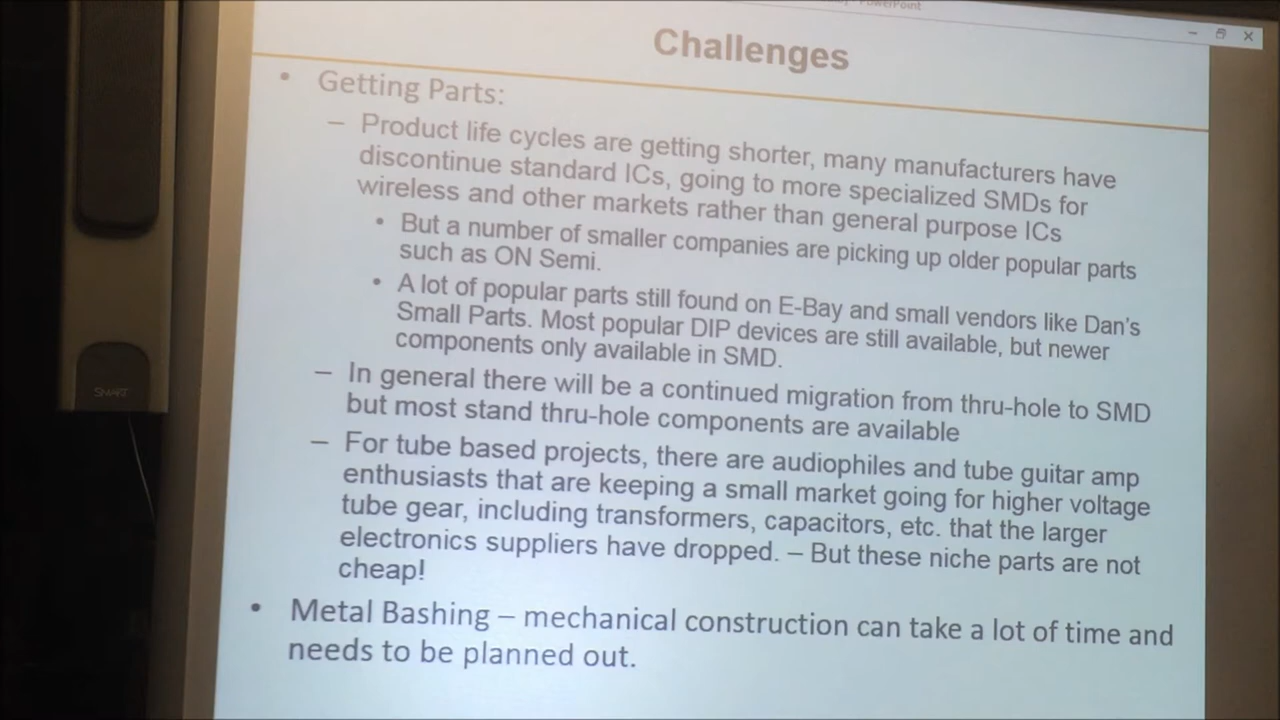 PowerPoint
Challenges
• Getting Parts:
– Product life cycles are getting shorter, many manufacturers have
discontinue standard ICs, going to more specialized SMDs for
wireless and other markets rather than general purpose ICs
• But a number of smaller companies are picking up older popular parts
such as ON Semi.
• A lot of popular parts still found on E-Bay and small vendors like Dan's
Small Parts. Most popular DIP devices are still available, but newer
components only available in SMD.
– In general there will be a continued migration from thru-hole to SMD
but most stand thru-hole components are available
– For tube based projects, there are audiophiles and tube guitar amp
enthusiasts that are keeping a small market going for higher voltage
tube gear, including transformers, capacitors, etc. that the larger
electronics suppliers have dropped. – But these niche parts are not
cheap!
• Metal Bashing – mechanical construction can take a lot of time and
needs to be planned out.
SMART